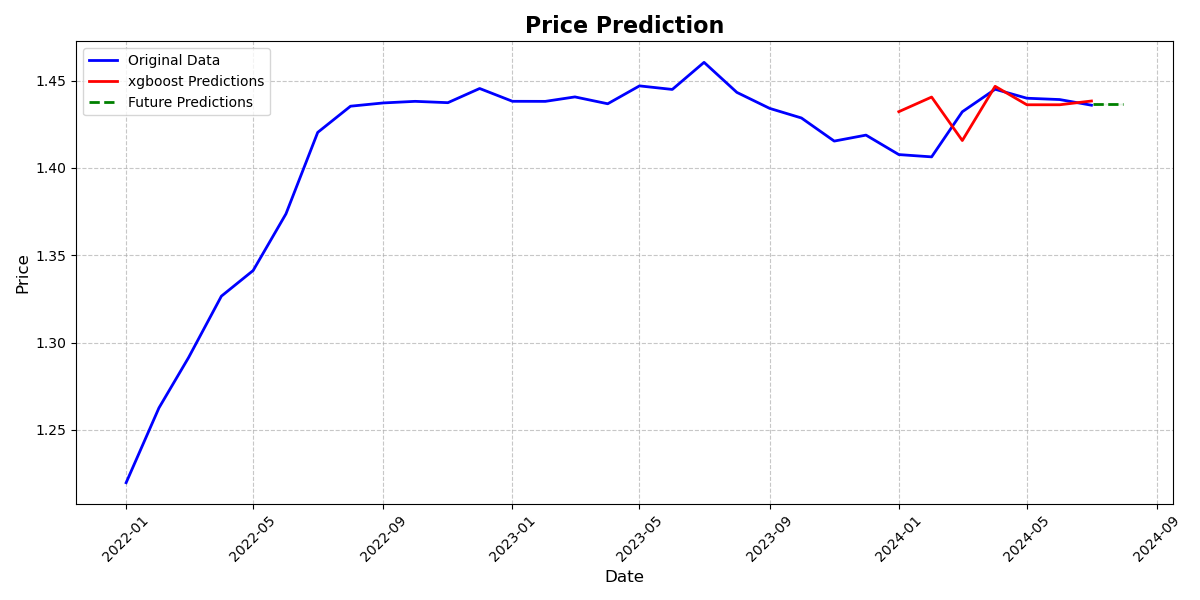 Price Prediction
Original Data
xgboost Predictions
Future Predictions
1.45
1.40
1.35
1.30
1.25
Price
2022-01
2022-05
2022-09
2023-01
2023-05
2023-09
2024-01
2024-05
2024-09
Date